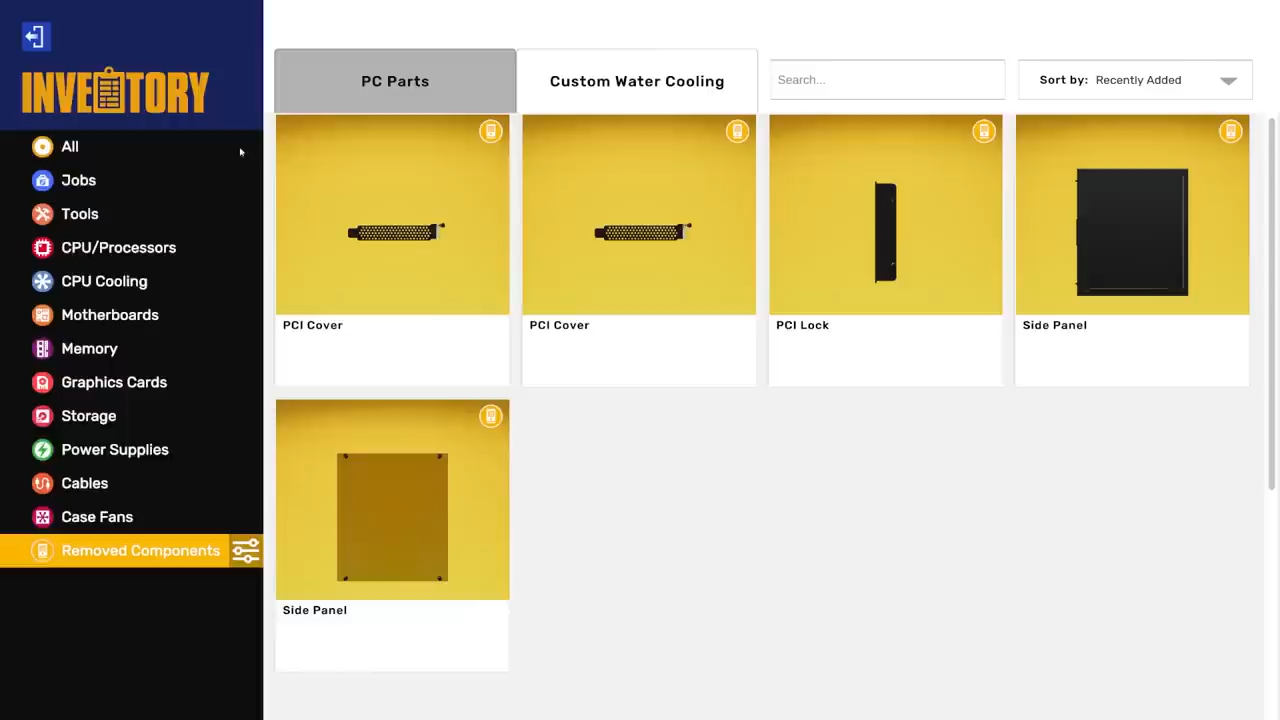 INVENTORY
All
Jobs
Tools
CPU/Processors
CPU Cooling
Motherboards
Memory
Graphics Cards
Storage
Power Supplies
Cables
Case Fans
Removed Components
PC Parts
Custom Water Cooling
Search...
Sort by: Recently Added
PCI Cover
PCI Cover
PCI Lock
Side Panel
Side Panel